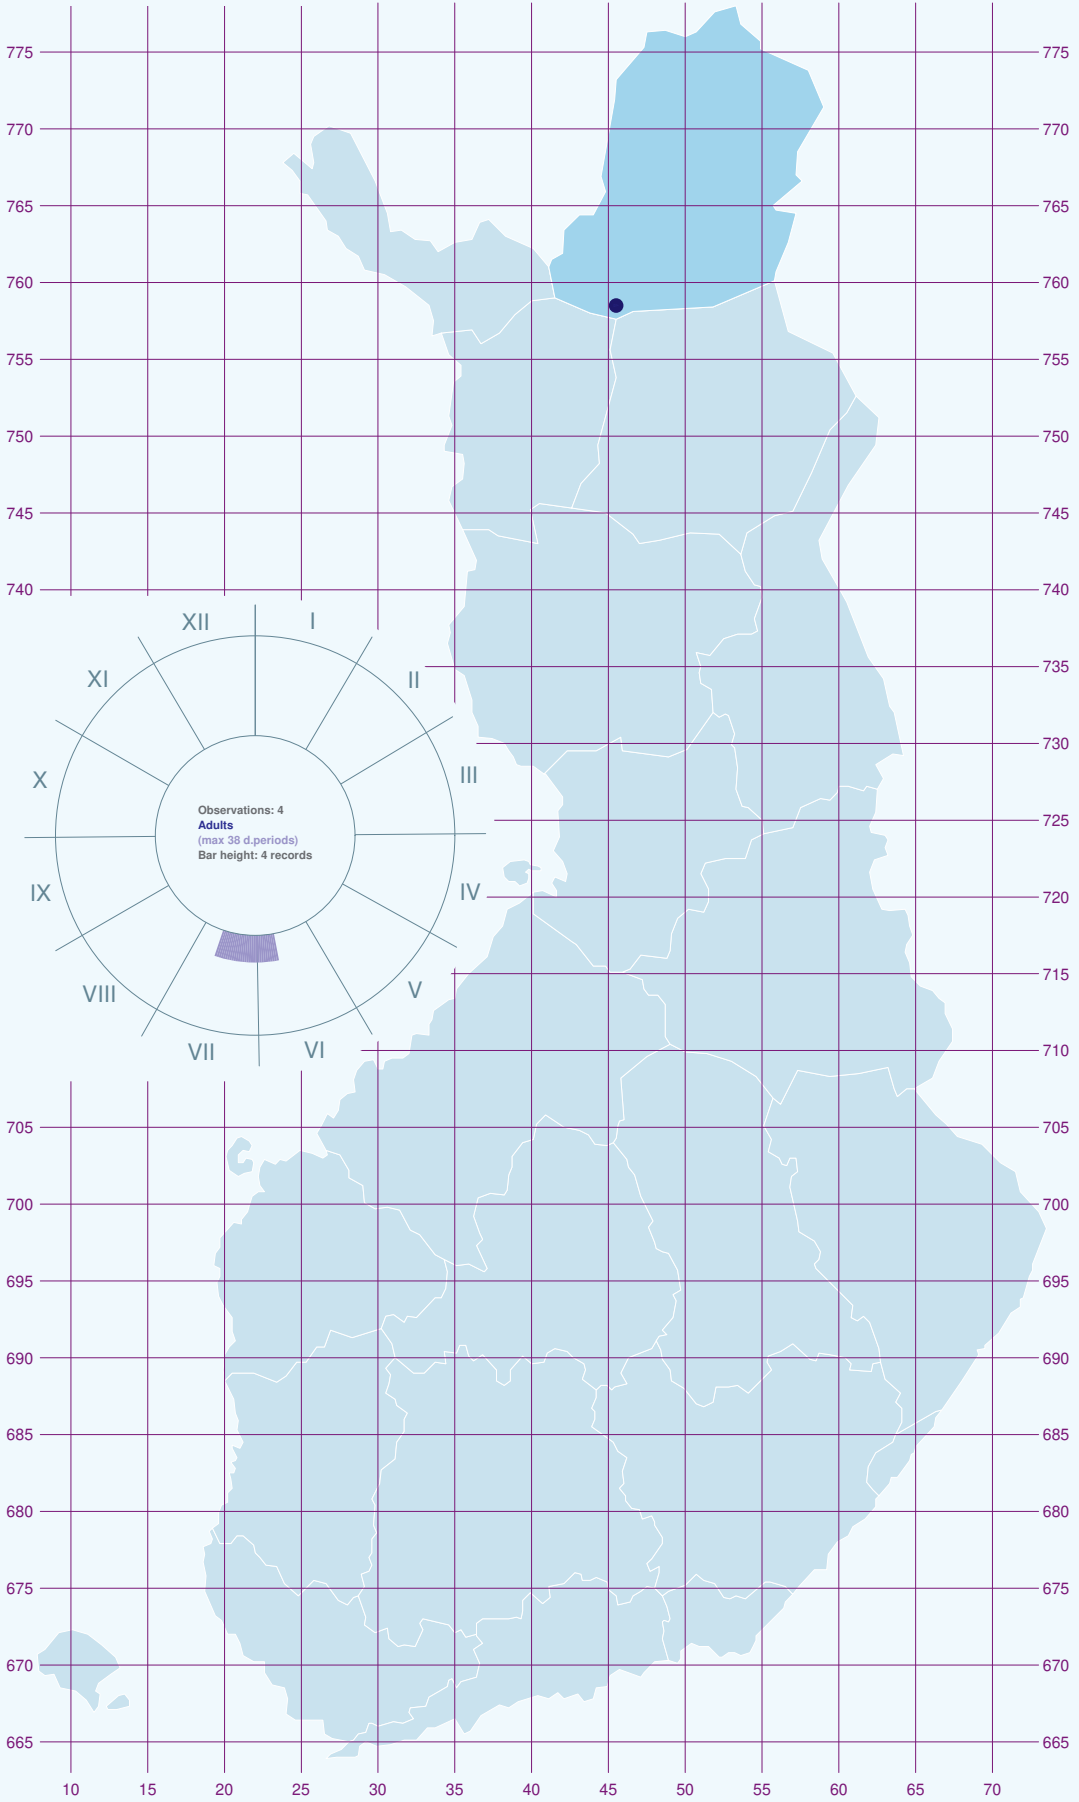 775 775
770 770
765 765
760 760
755 755
750 750
745 745
740 740
XII I
XI II
735
X III
730
Observations: 4
Adults
(max 38 d.periods)
Bar height: 4 records
725
IX IV
720
VIII V
715
VII VI
710
705 705
700 700
695 695
690 690
685 685
680 680
675 675
670 670
665 665
10 15 20 25 30 35 40 45 50 55 60 65 70